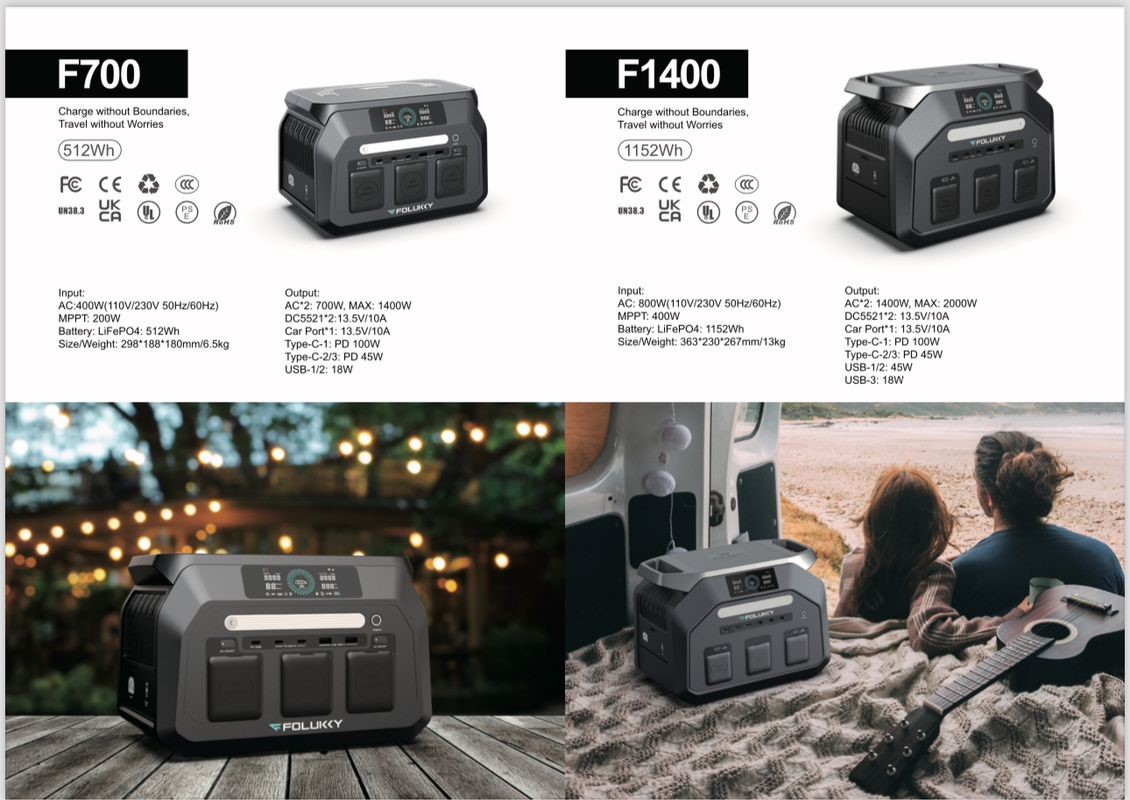 F700
Charge without Boundaries,
Travel without Worries
512Wh
FC CE CCC
UN38.3 UK CA UL PS E RoHS
FOLUKKY
Input:
AC:400W(110V/230V 50Hz/60Hz)
MPPT: 200W
Battery: LiFePO4: 512Wh
Size/Weight: 298*188*180mm/6.5kg
Output:
AC*2: 700W, MAX: 1400W
DC5521*2:13.5V/10A
Car Port*1: 13.5V/10A
Type-C-1: PD 100W
Type-C-2/3: PD 45W
USB-1/2: 18W
F1400
Charge without Boundaries,
Travel without Worries
1152Wh
FC CE CCC
UN38.3 UK CA UL PS E RoHS
FOLUKKY
Input:
AC: 800W(110V/230V 50Hz/60Hz)
MPPT: 400W
Battery: LiFePO4: 1152Wh
Size/Weight: 363*230*267mm/13kg
Output:
AC*2: 1400W, MAX: 2000W
DC5521*2: 13.5V/10A
Car Port*1: 13.5V/10A
Type-C-1: PD 100W
Type-C-2/3: PD 45W
USB-1/2: 45W
USB-3: 18W
FOLUKKY
FOLUKKY